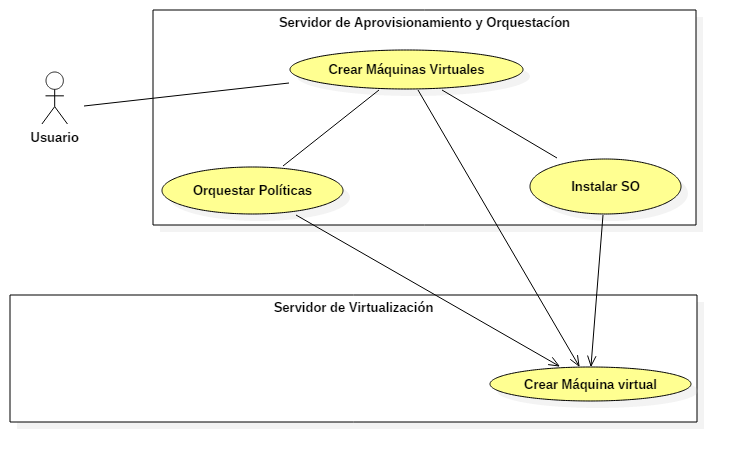 Servidor de Aprovisionamiento y Orquestacíon
Crear Máquinas Virtuales
Usuario
Orquestar Políticas
Instalar SO
Servidor de Virtualización
Crear Máquina virtual